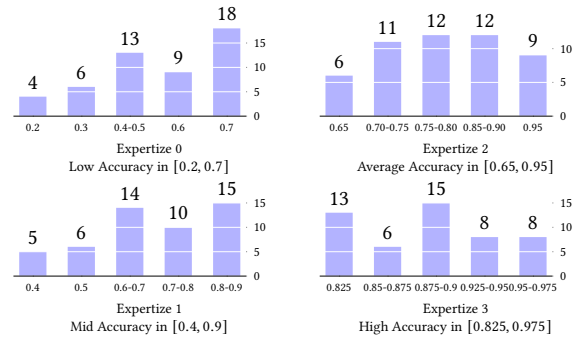 4 6 13 9 18
15
10
5
0
0.2 0.3 0.4-0.5 0.6 0.7
Expertize 0
Low Accuracy in [0.2, 0.7]
6 11 12 12 9
10
5
0
0.65 0.70-0.75 0.75-0.80 0.85-0.90 0.95
Expertize 2
Average Accuracy in [0.65, 0.95]
5 6 14 10 15
15
10
5
0
0.4 0.5 0.6-0.7 0.7-0.8 0.8-0.9
Expertize 1
Mid Accuracy in [0.4, 0.9]
13 6 15 8 8
15
10
5
0
0.825 0.85-0.875 0.875-0.9 0.925-0.95 0.95-0.975
Expertize 3
High Accuracy in [0.825, 0.975]